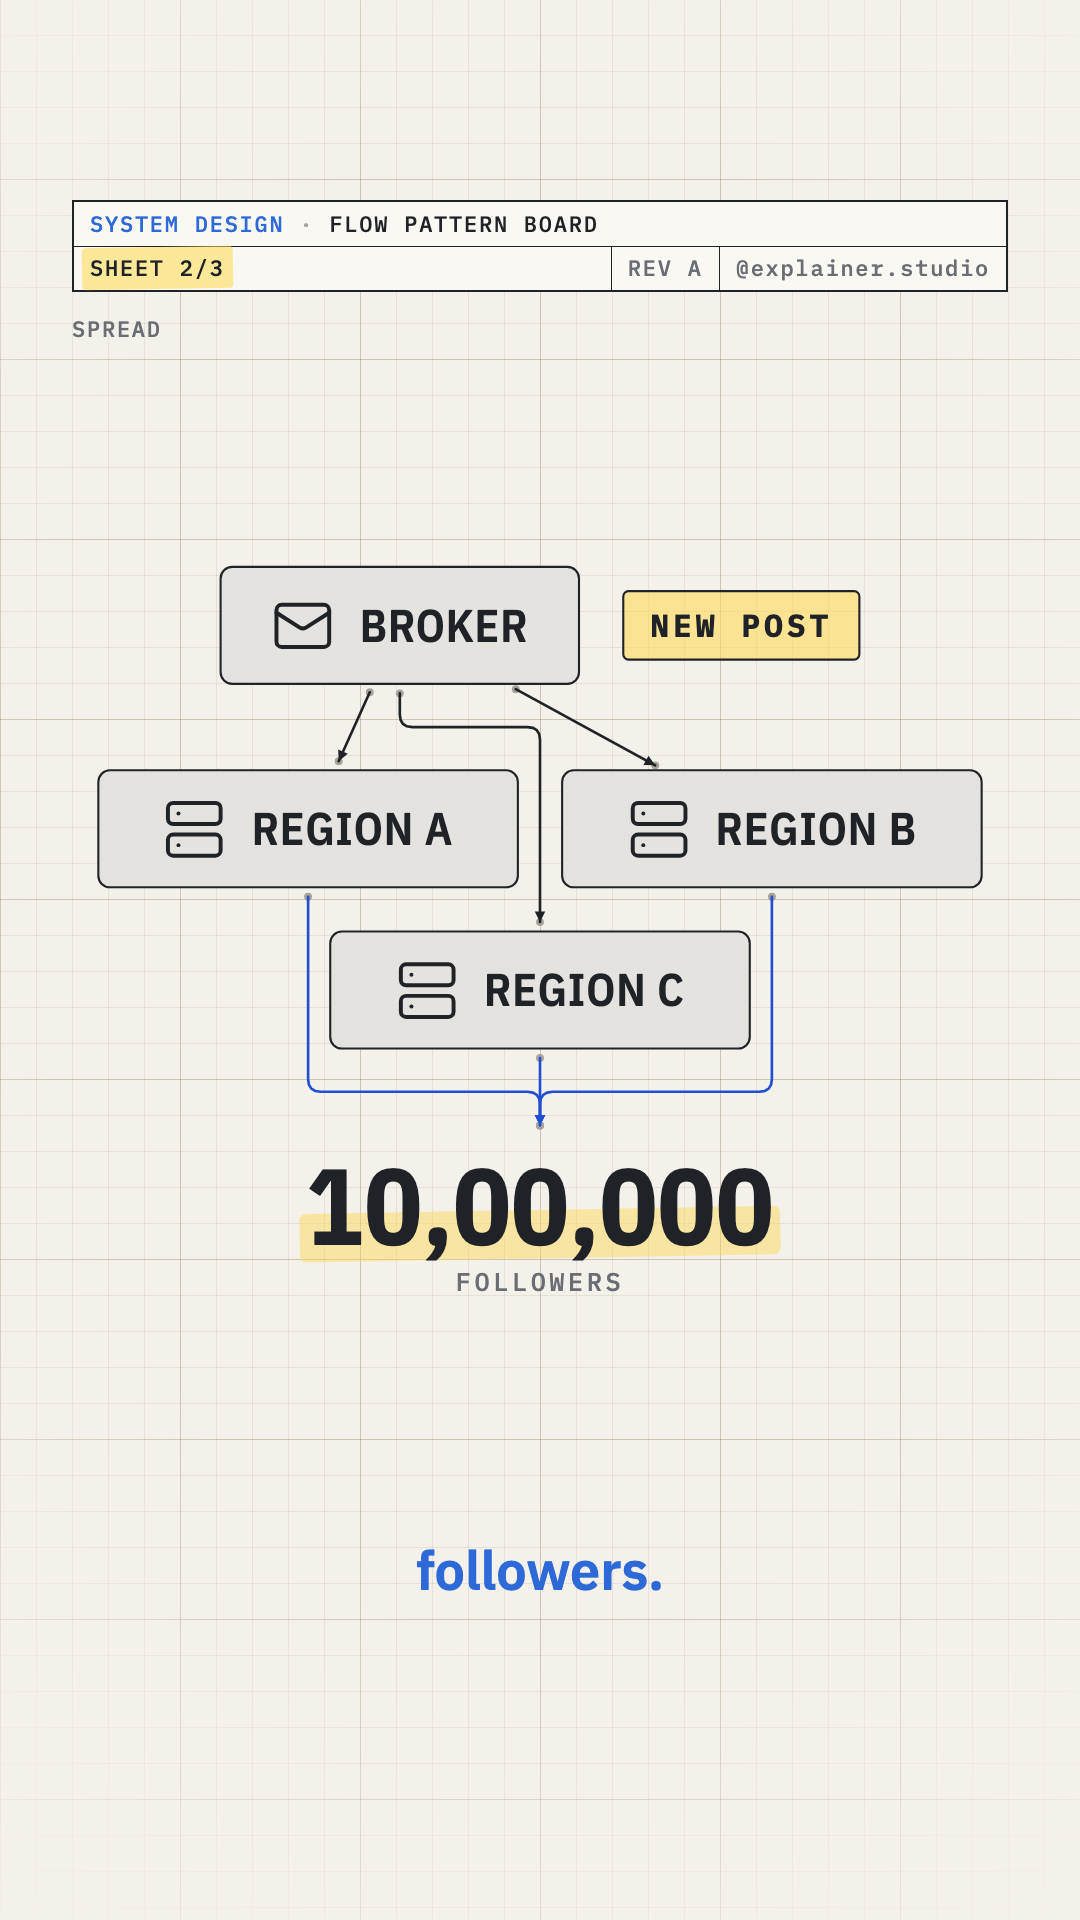 SYSTEM DESIGN · FLOW PATTERN BOARD
SHEET 2/3 REV A @explainer.studio
SPREAD
BROKER
NEW POST
REGION A
REGION B
REGION C
10,00,000
FOLLOWERS
followers.